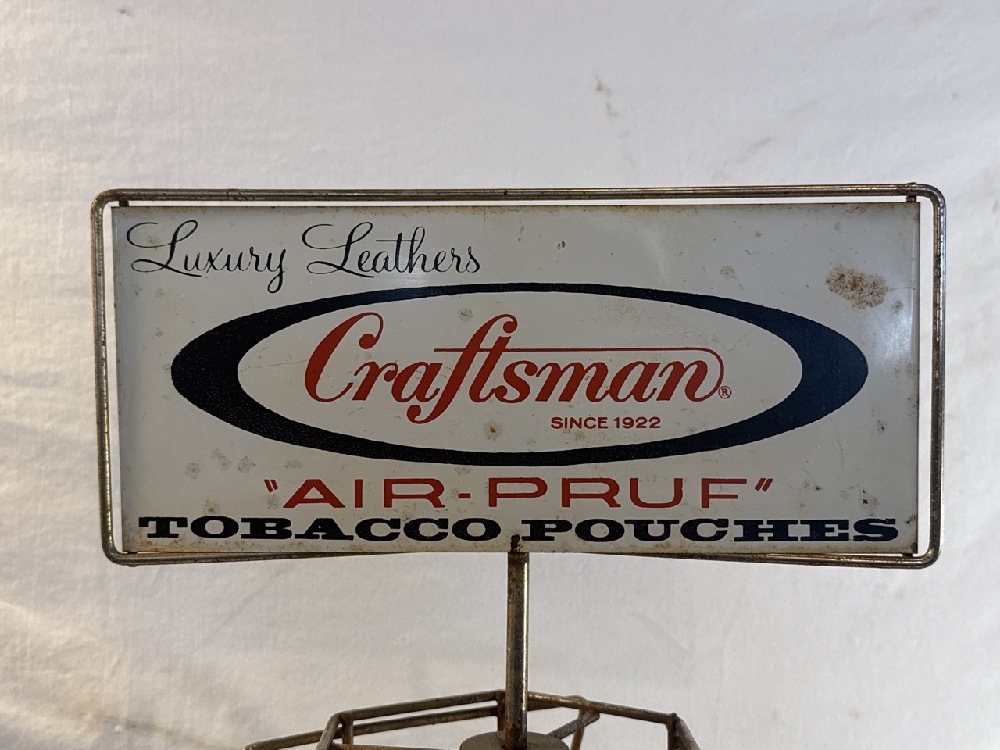 Luxury Leathers
Craftsman®
SINCE 1922
"AIR-PRUF"
TOBACCO POUCHES